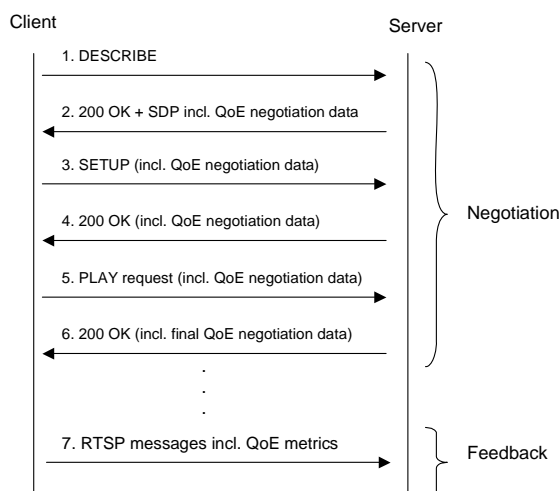 Client
Server
1. DESCRIBE
2. 200 OK + SDP incl. QoE negotiation data
3. SETUP (incl. QoE negotiation data)
4. 200 OK (incl. QoE negotiation data)
Negotiation
5. PLAY request (incl. QoE negotiation data)
6. 200 OK (incl. final QoE negotiation data)
.
.
.
7. RTSP messages incl. QoE metrics
Feedback